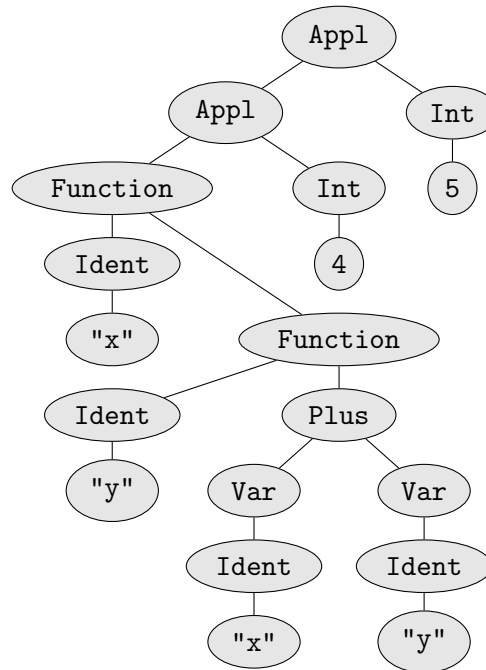 Appl
Appl Int
Function Int 5
Ident 4
"x" Function
Ident Plus
"y" Var Var
Ident Ident
"x" "y"